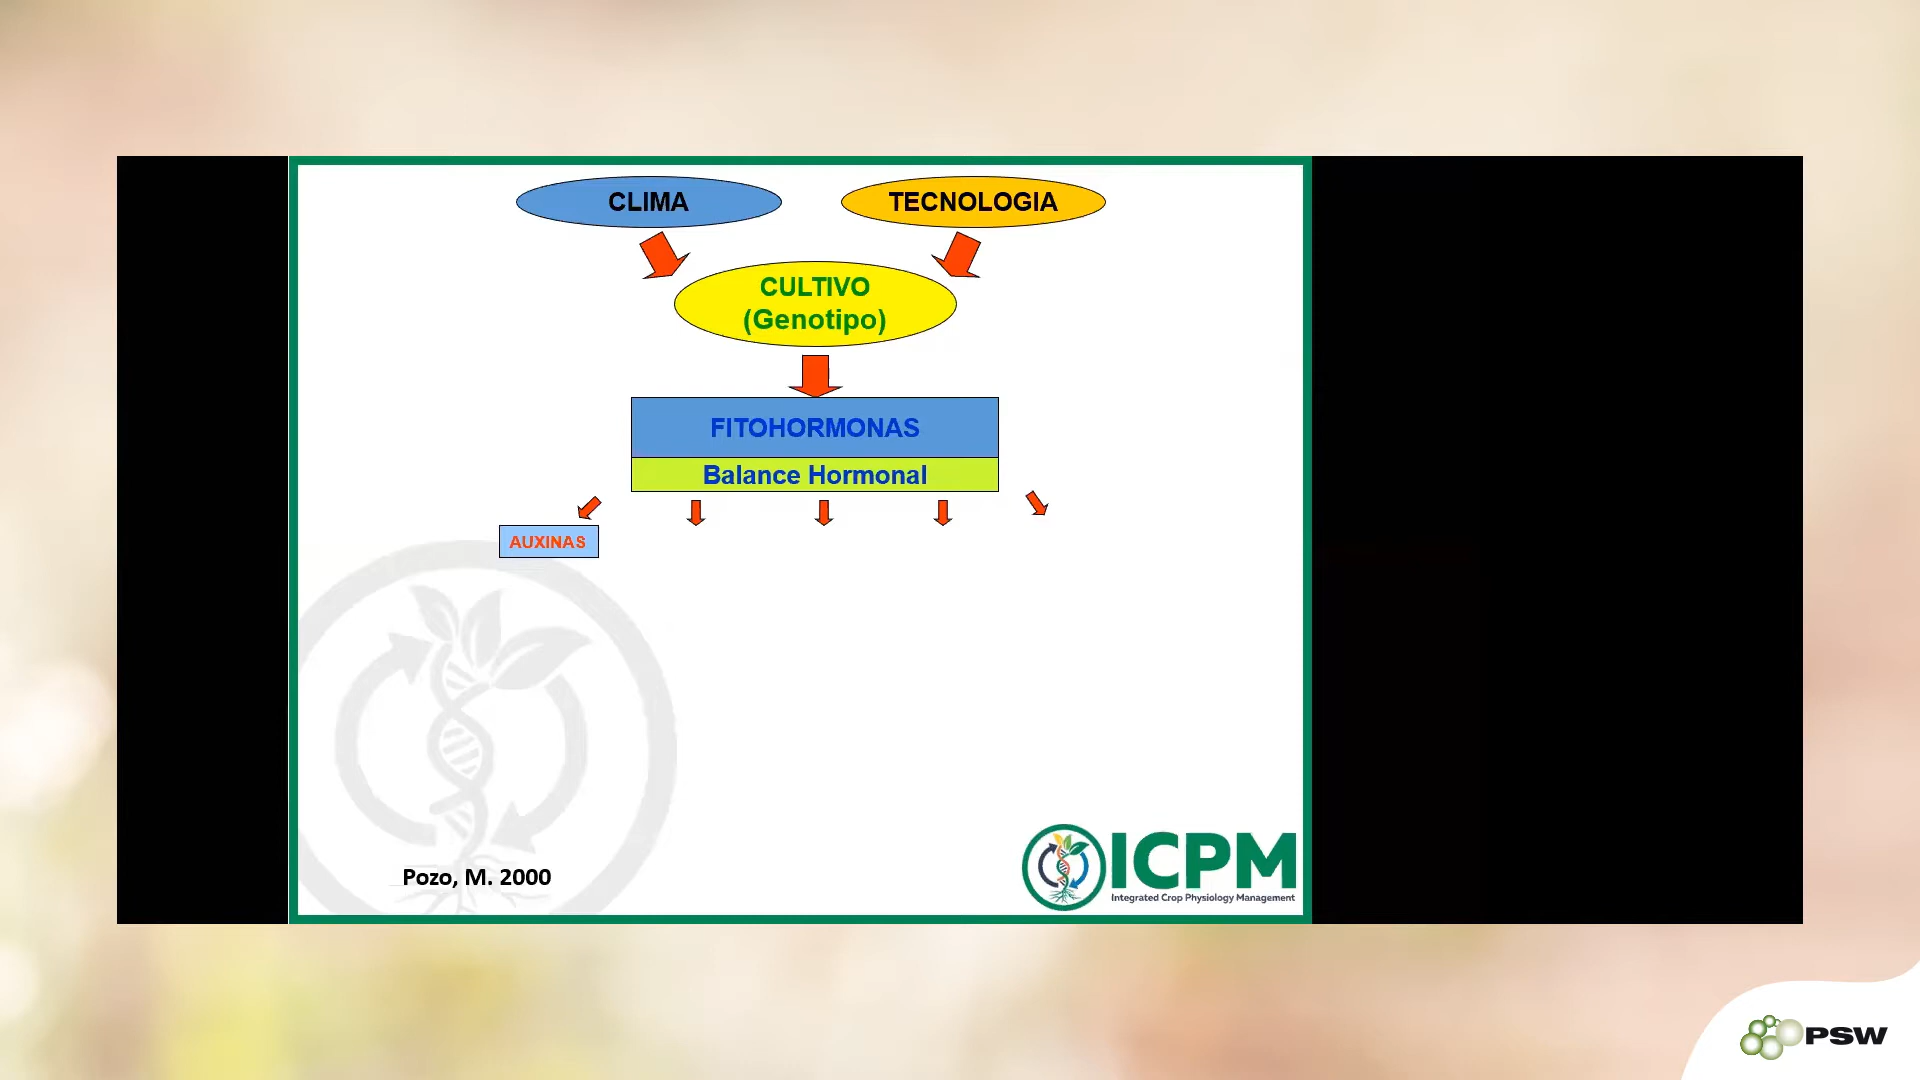 CLIMA
TECNOLOGIA
CULTIVO
(Genotipo)
FITOHORMONAS
Balance Hormonal
AUXINAS
Pozo, M. 2000
ICPM
Integrated Crop Physiology Management
PSW